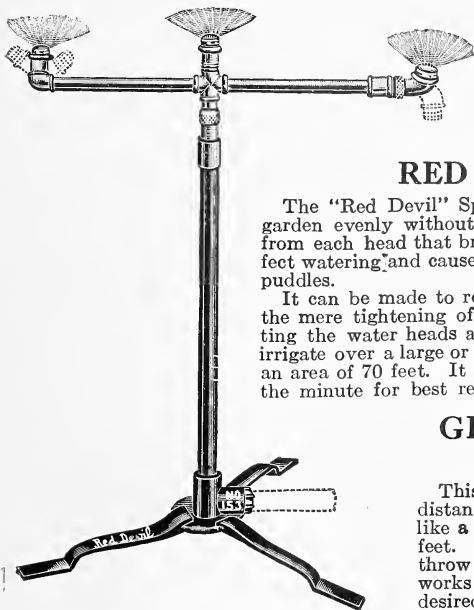 RED
The "Red Devil" Sp
garden evenly without
from each head that br
fect watering and cause
puddles.
It can be made to re
the mere tightening of
ting the water heads a
irrigate over a large or
an area of 70 feet. It
the minute for best re
GI
This
distan
like a
feet.
throw
works
desired
NO
153
Red Devil